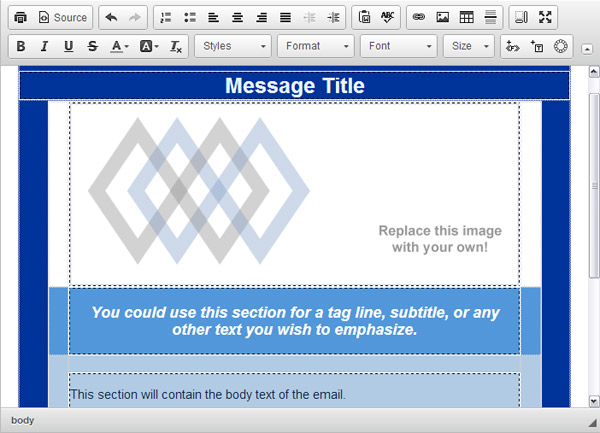 Source
B I U S A A Tx
Styles Format Font Size
Message Title
Replace this image
with your own!
You could use this section for a tag line, subtitle, or any
other text you wish to emphasize.
This section will contain the body text of the email.
body